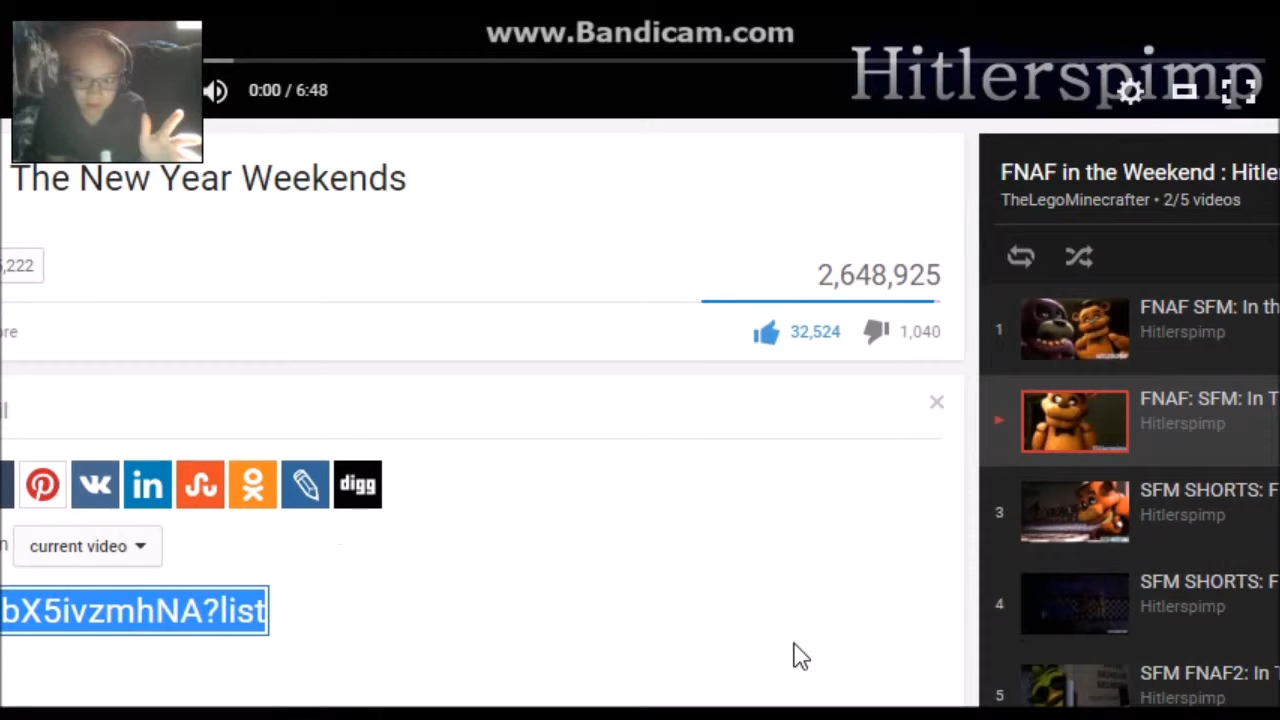 www.Bandicam.com
Hitlerspimp
0:00 / 6:48
The New Year Weekends
FNAF in the Weekend : Hitle
TheLegoMinecrafter • 2/5 videos
,222
2,648,925
32,524
1,040
1
FNAF SFM: In th
Hitlerspimp
FNAF: SFM: In T
Hitlerspimp
digg
3
SFM SHORTS: F
Hitlerspimp
current video
4
SFM SHORTS: F
Hitlerspimp
bX5ivzmhNA?list
5
SFM FNAF2: In T
Hitlerspimp